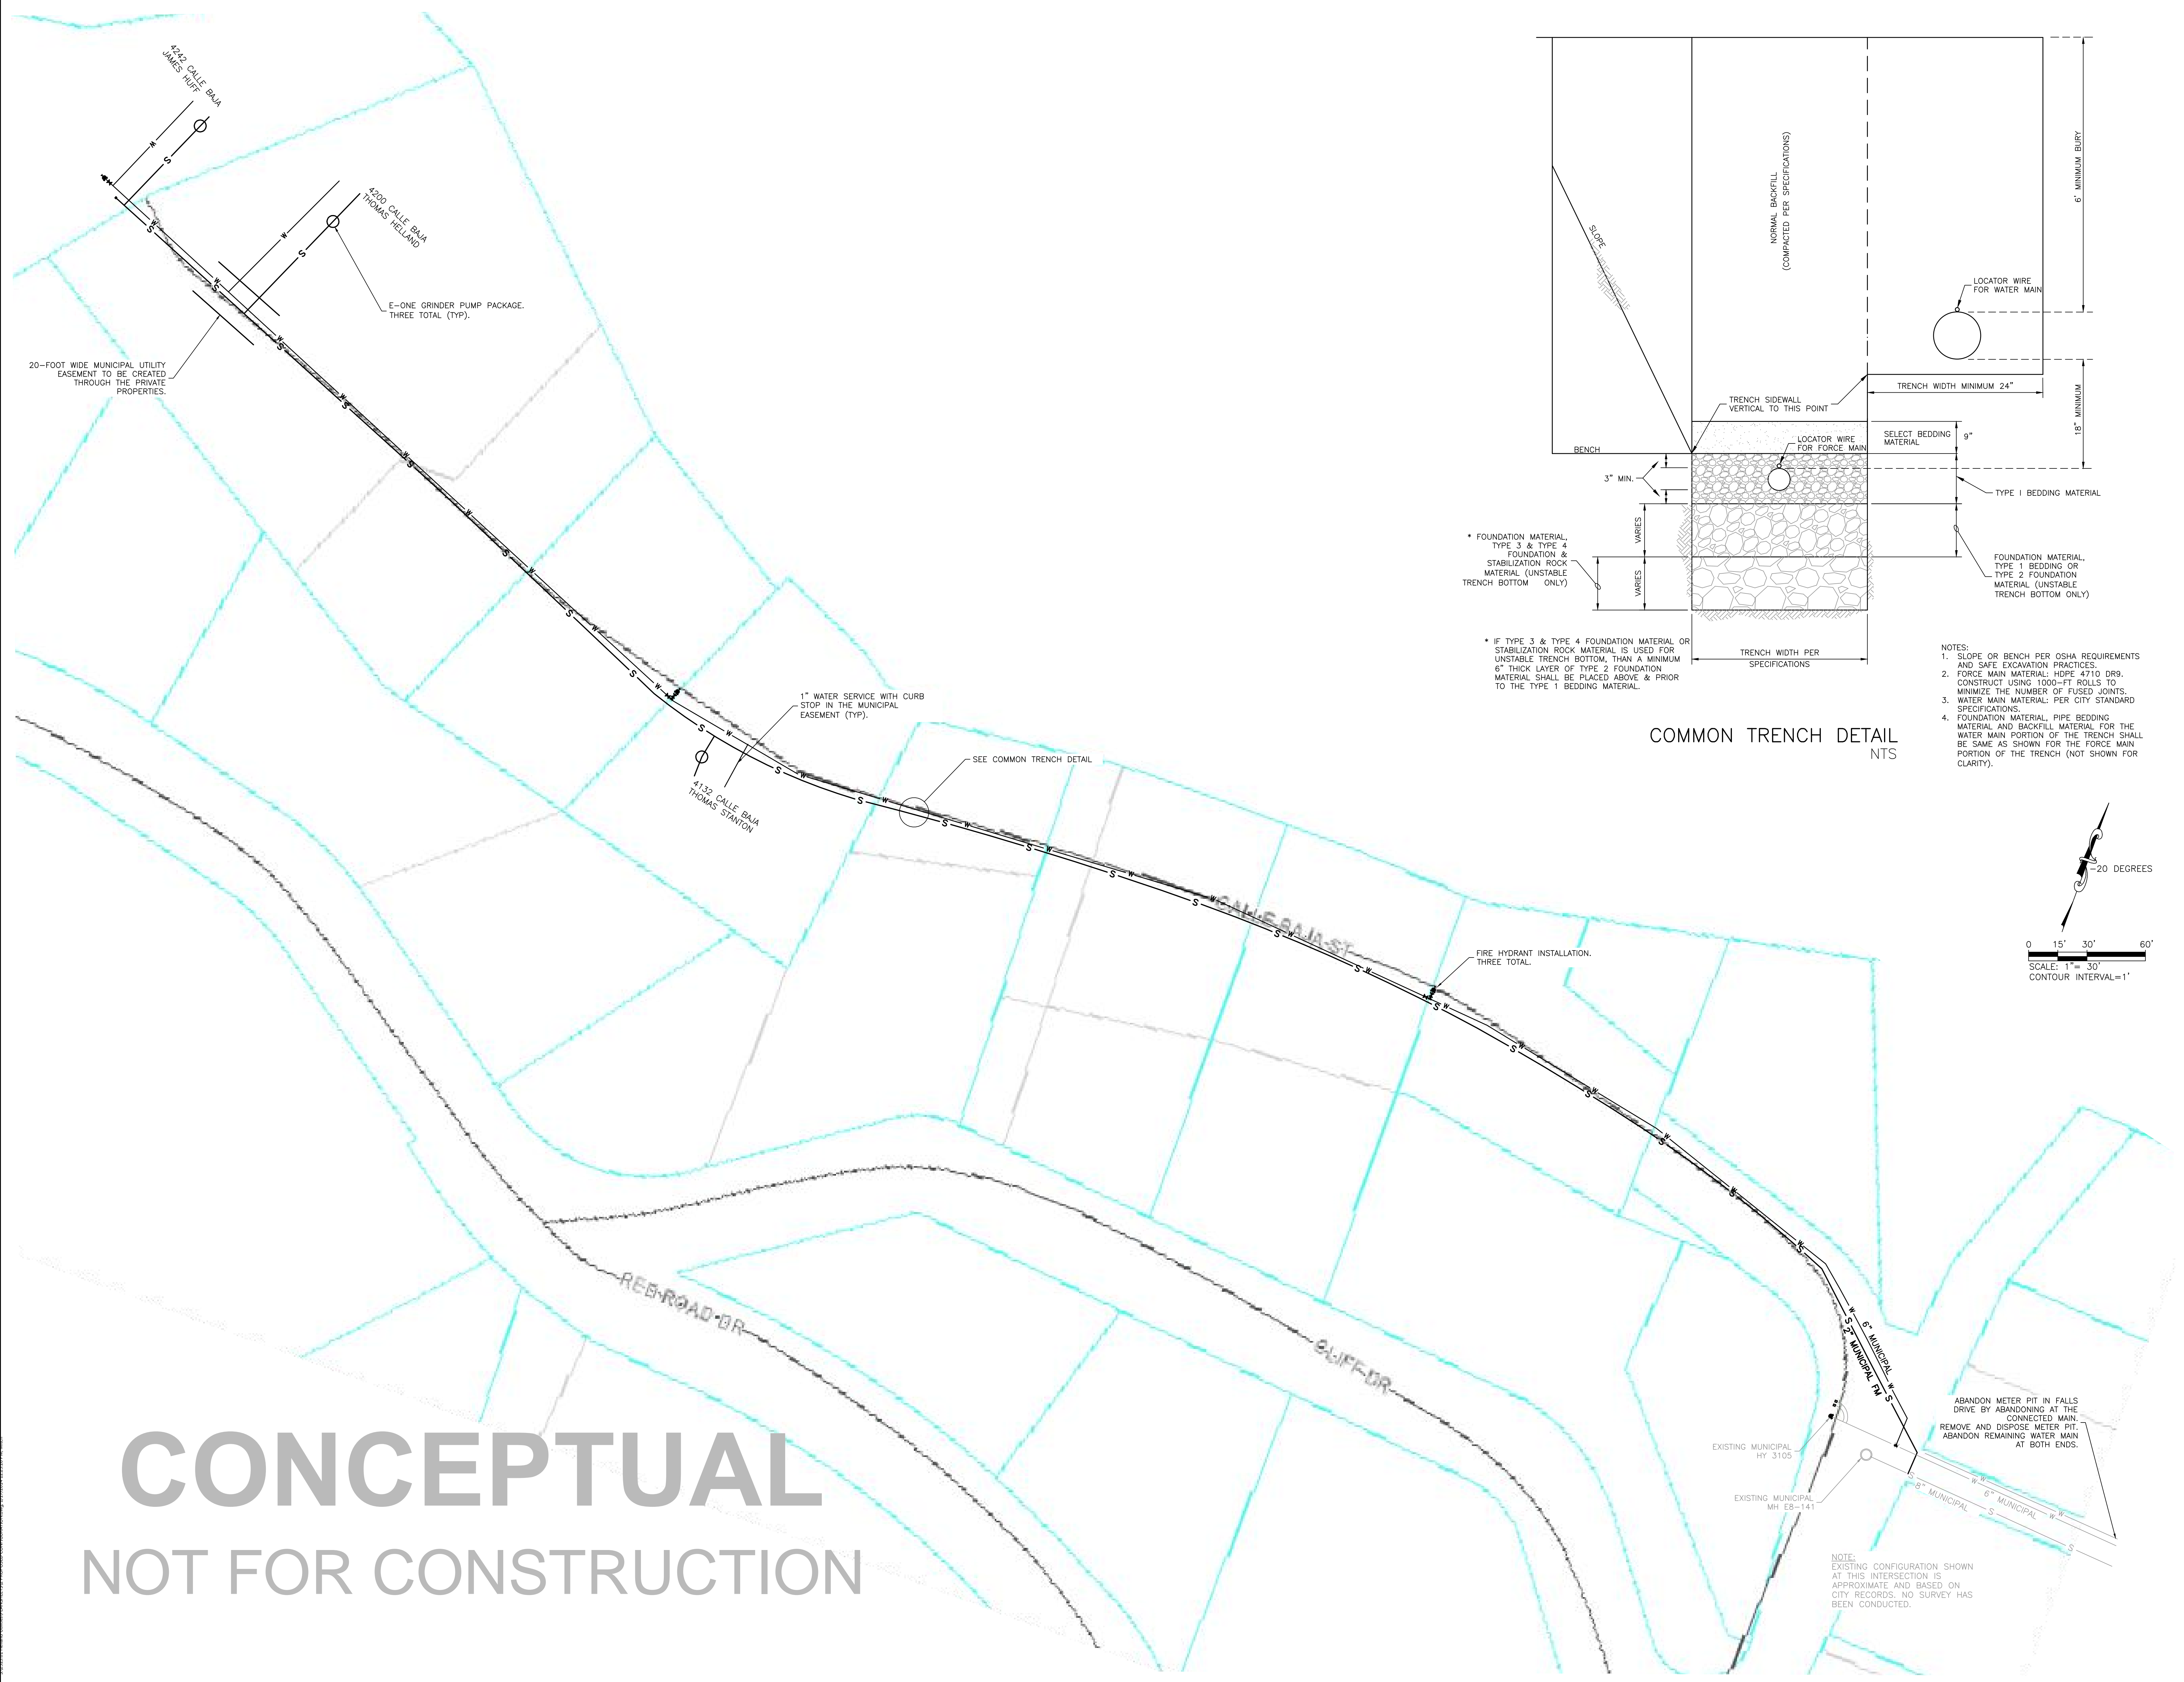 4242 CALLE BAJA
JAMES HUFF
4200 CALLE BAJA
THOMAS HELLAND
E-ONE GRINDER PUMP PACKAGE.
THREE TOTAL (TYP).
20-FOOT WIDE MUNICIPAL UTILITY
EASEMENT TO BE CREATED
THROUGH THE PRIVATE
PROPERTIES.
1" WATER SERVICE WITH CURB
STOP IN THE MUNICIPAL
EASEMENT (TYP).
4132 CALLE BAJA
THOMAS STANTON
SEE COMMON TRENCH DETAIL
CALLE BAJA ST
FIRE HYDRANT INSTALLATION.
THREE TOTAL.
RED ROAD DR
CLIFF DR
6" MUNICIPAL
2" MUNICIPAL FM
ABANDON METER PIT IN FALLS
DRIVE BY ABANDONING AT THE
CONNECTED MAIN.
REMOVE AND DISPOSE METER PIT.
ABANDON REMAINING WATER MAIN
AT BOTH ENDS.
EXISTING MUNICIPAL
HY 3105
EXISTING MUNICIPAL
MH E8-141
8" MUNICIPAL
6" MUNICIPAL
NOTE:
EXISTING CONFIGURATION SHOWN
AT THIS INTERSECTION IS
APPROXIMATE AND BASED ON
CITY RECORDS. NO SURVEY HAS
BEEN CONDUCTED.
CONCEPTUAL
NOT FOR CONSTRUCTION
SLOPE
NORMAL BACKFILL
(COMPACTED PER SPECIFICATIONS)
6' MINIMUM BURY
LOCATOR WIRE
FOR WATER MAIN
TRENCH WIDTH MINIMUM 24"
18" MINIMUM
TRENCH SIDEWALL
VERTICAL TO THIS POINT
BENCH
LOCATOR WIRE
FOR FORCE MAIN
SELECT BEDDING
MATERIAL
9"
3" MIN.
TYPE I BEDDING MATERIAL
VARIES
VARIES
* FOUNDATION MATERIAL,
TYPE 3 & TYPE 4
FOUNDATION &
STABILIZATION ROCK
MATERIAL (UNSTABLE
TRENCH BOTTOM ONLY)
FOUNDATION MATERIAL,
TYPE 1 BEDDING OR
TYPE 2 FOUNDATION
MATERIAL (UNSTABLE
TRENCH BOTTOM ONLY)
* IF TYPE 3 & TYPE 4 FOUNDATION MATERIAL OR
STABILIZATION ROCK MATERIAL IS USED FOR
UNSTABLE TRENCH BOTTOM, THAN A MINIMUM
6" THICK LAYER OF TYPE 2 FOUNDATION
MATERIAL SHALL BE PLACED ABOVE & PRIOR
TO THE TYPE 1 BEDDING MATERIAL.
TRENCH WIDTH PER
SPECIFICATIONS
COMMON TRENCH DETAIL
NTS
NOTES:
1. SLOPE OR BENCH PER OSHA REQUIREMENTS
AND SAFE EXCAVATION PRACTICES.
2. FORCE MAIN MATERIAL: HDPE 4710 DR9.
CONSTRUCT USING 1000-FT ROLLS TO
MINIMIZE THE NUMBER OF FUSED JOINTS.
3. WATER MAIN MATERIAL: PER CITY STANDARD
SPECIFICATIONS.
4. FOUNDATION MATERIAL, PIPE BEDDING
MATERIAL AND BACKFILL MATERIAL FOR THE
WATER MAIN PORTION OF THE TRENCH SHALL
BE SAME AS SHOWN FOR THE FORCE MAIN
PORTION OF THE TRENCH (NOT SHOWN FOR
CLARITY).
-20 DEGREES
0 15' 30' 60'
SCALE: 1"= 30'
CONTOUR INTERVAL=1'